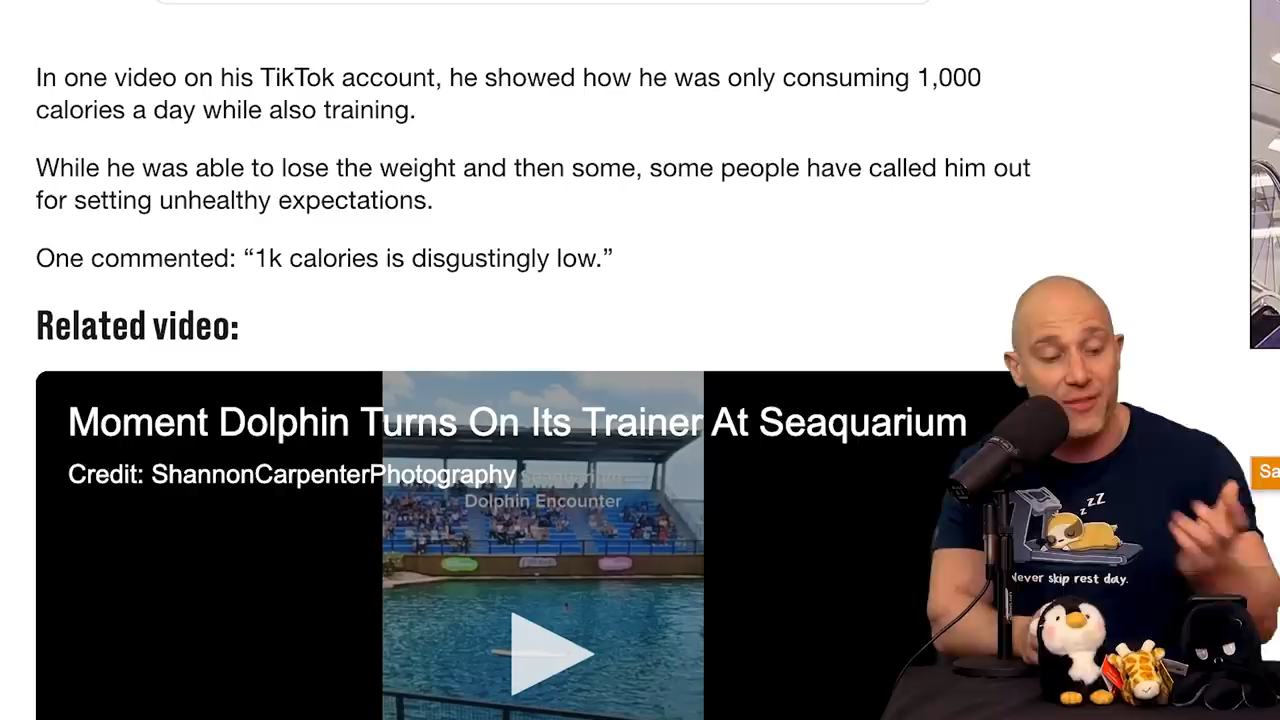 In one video on his TikTok account, he showed how he was only consuming 1,000
calories a day while also training.
While he was able to lose the weight and then some, some people have called him out
for setting unhealthy expectations.
One commented: “1k calories is disgustingly low.”
Related video:
Moment Dolphin Turns On Its Trainer At Seaquarium
Credit: ShannonCarpenterPhotography
Seaquarium
Dolphin Encounter
Sa
zzZ
Never skip rest day.